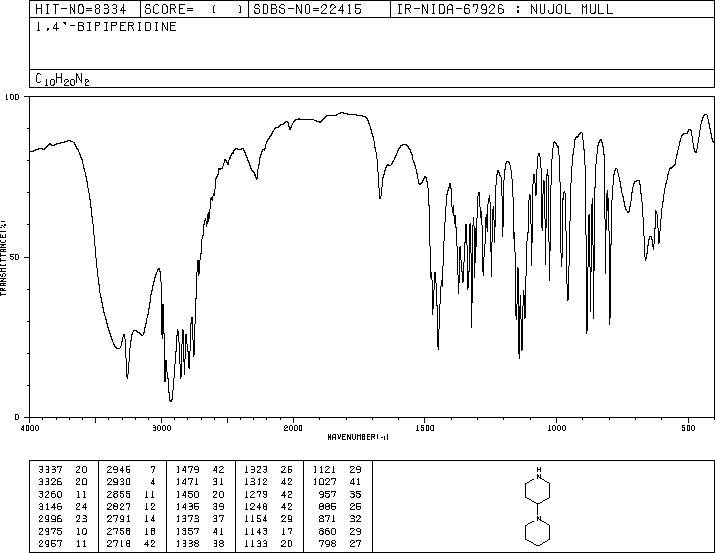 HIT-NO=8334 SCORE= ( ) SDBS-NO=22415 IR-NIDA-67926 : NUJOL MULL
1,4'-BIPIPERIDINE
C10H20N2
100
50
0
TRANSMITTANCE(%)
4000 3000 2000 1500 1000 500
WAVENUMBER(-1)
3337 20 2946 7 1479 42 1323 26 1121 29
3326 20 2930 4 1471 31 1312 42 1027 41
3260 11 2855 11 1450 20 1279 42 957 35
3146 24 2827 12 1436 39 1248 42 886 25
2996 23 2791 14 1373 37 1154 29 871 32
2975 10 2758 18 1357 41 1143 17 860 29
2967 11 2718 42 1338 38 1133 20 798 27
H
N
N